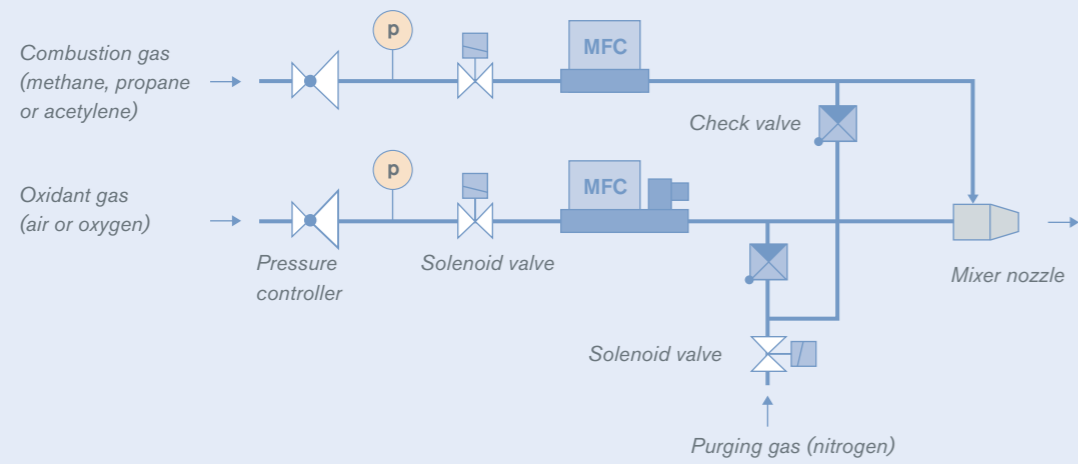 p
MFC
Combustion gas
(methane, propane
or acetylene)
Check valve
p
MFC
Oxidant gas
(air or oxygen)
Pressure
controller
Solenoid valve
Mixer nozzle
Solenoid valve
Purging gas (nitrogen)